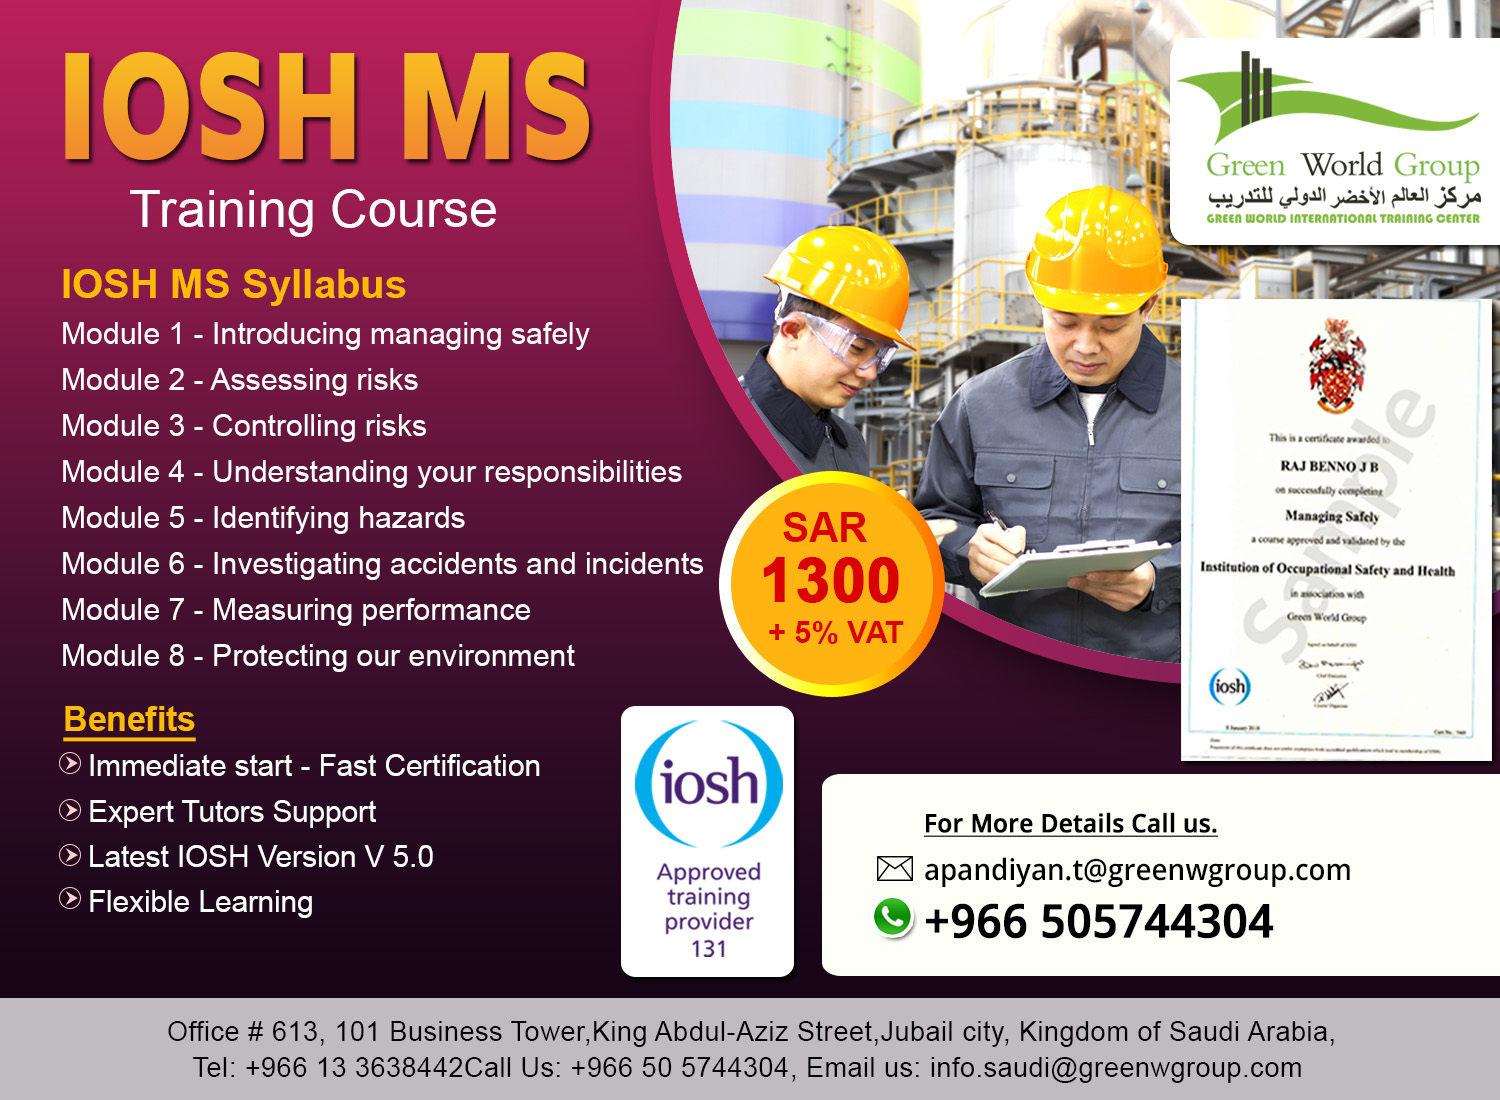 IOSH MS
Training Course
IOSH MS Syllabus
Module 1 - Introducing managing safely
Module 2 - Assessing risks
Module 3 - Controlling risks
Module 4 - Understanding your responsibilities
Module 5 - Identifying hazards
Module 6 - Investigating accidents and incidents
Module 7 - Measuring performance
Module 8 - Protecting our environment
Benefits
Immediate start - Fast Certification
Expert Tutors Support
Latest IOSH Version V 5.0
Flexible Learning
SAR
1300
+ 5% VAT
iosh
Approved
training
provider
131
Green World Group
مركز العالم الأخضر الدولي للتدريب
GREEN WORLD INTERNATIONAL TRAINING CENTER
This is a certificate awarded to
RAJ BENNO J B
on successfully completing
Managing Safely
a course approved and validated by the
Institution of Occupational Safety and Health
in association with
Green World Group
Sample
iosh
For More Details Call us.
apandiyan.t@greenwgroup.com
+966 505744304
Office # 613, 101 Business Tower,King Abdul-Aziz Street,Jubail city, Kingdom of Saudi Arabia,
Tel: +966 13 3638442Call Us: +966 50 5744304, Email us: info.saudi@greenwgroup.com